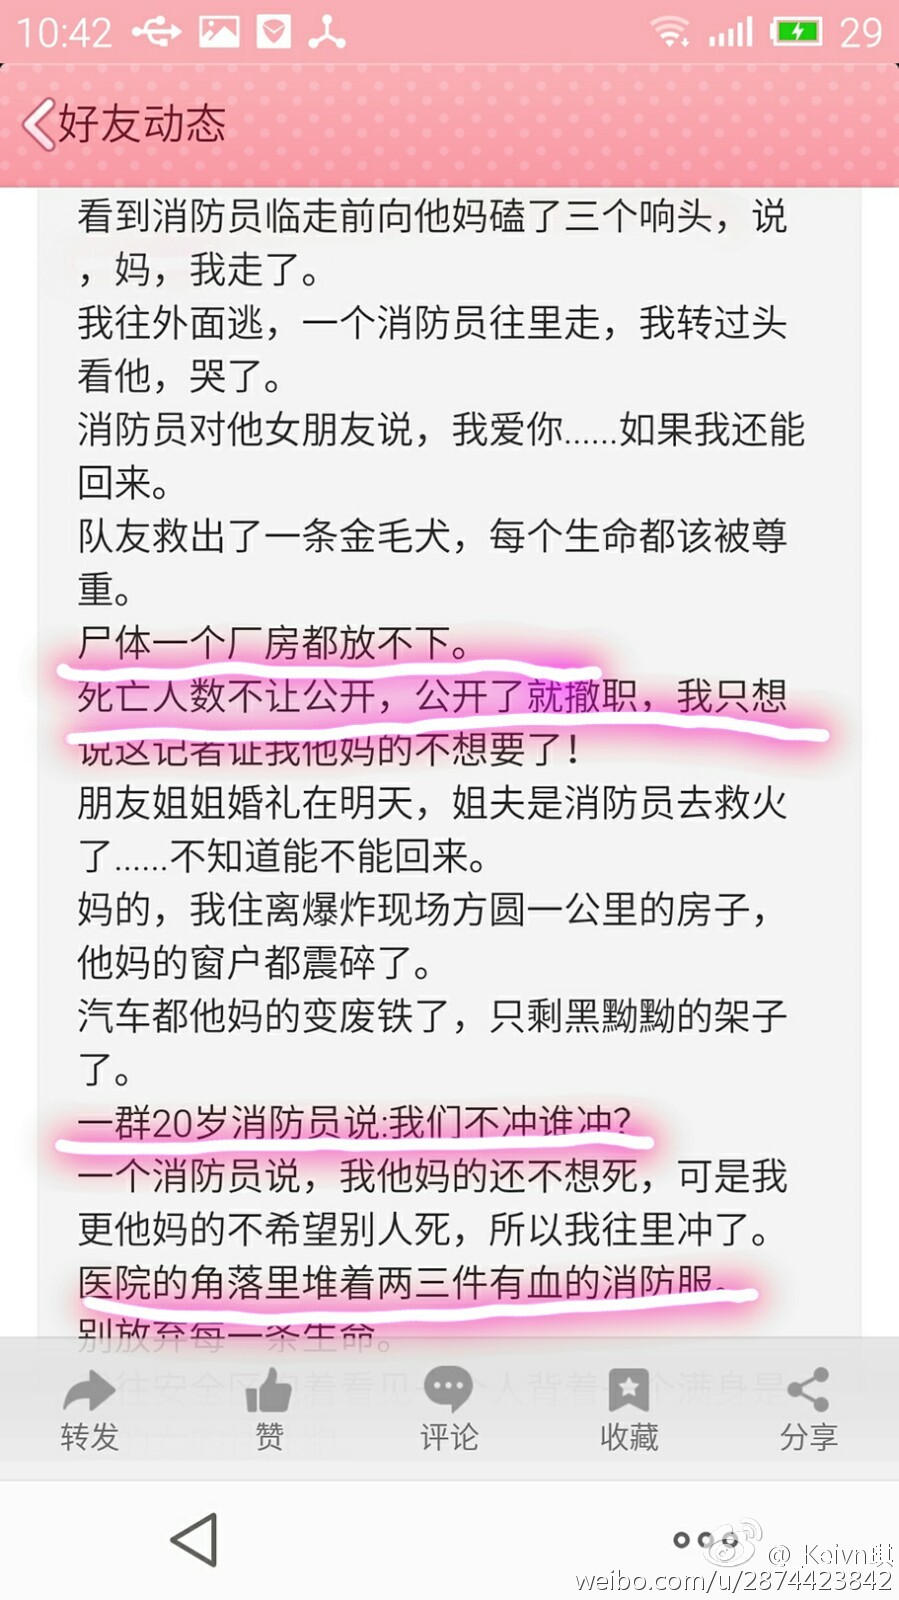 10:42
29
好友动态
看到消防员临走前向他妈磕了三个响头，说
，妈，我走了。
我往外面逃，一个消防员往里走，我转过头
看他，哭了。
消防员对他女朋友说，我爱你......如果我还能
回来。
队友救出了一条金毛犬，每个生命都该被尊
重。
尸体一个厂房都放不下。
死亡人数不让公开，公开了就撤职，我只想
说这记者证我他妈的不想要了！
朋友姐姐婚礼在明天，姐夫是消防员去救火
了......不知道能不能回来。
妈的，我住离爆炸现场方圆一公里的房子，
他妈的窗户都震碎了。
汽车都他妈的变废铁了，只剩黑黝黝的架子
了。
一群20岁消防员说:我们不冲谁冲？
一个消防员说，我他妈的还不想死，可是我
更他妈的不希望别人死，所以我往里冲了。
医院的角落里堆着两三件有血的消防服。
别放弃每一条生命。
转发
赞
评论
收藏
分享
@_Keivn琪
weibo.com/u/2874423842